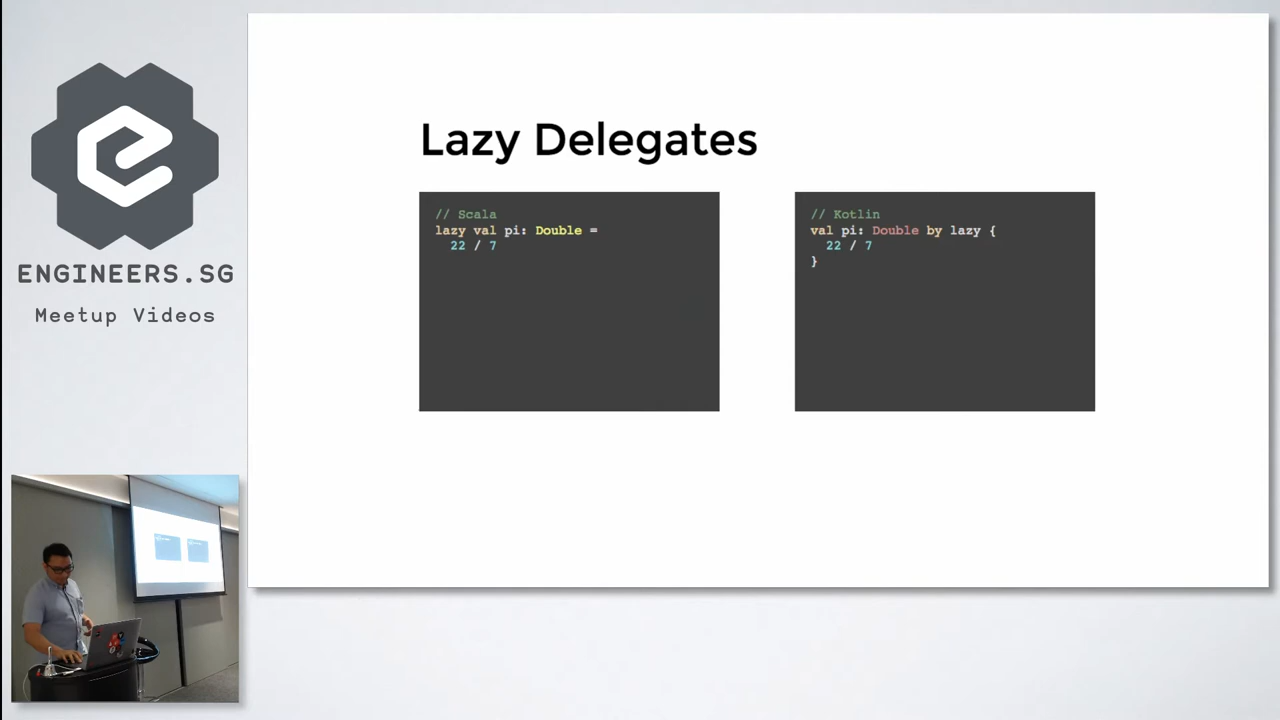 ENGINEERS.SG
Meetup Videos
Lazy Delegates
// Scala
lazy val pi: Double =
  22 / 7
// Kotlin
val pi: Double by lazy {
  22 / 7
}